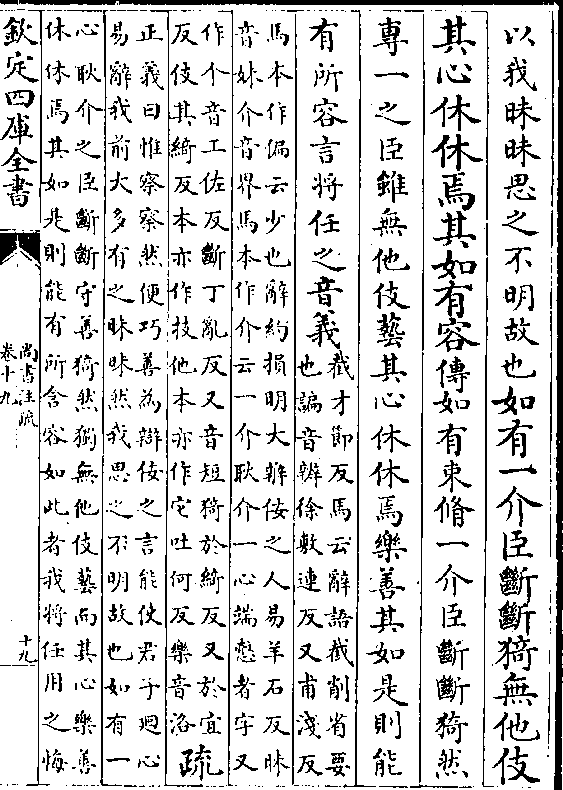 以我昧昧思之不明故也如有一介臣斷斷猗無他伎
其心休休焉其如有容傳如有束脩一介臣斷斷猗然
專一之臣雖無他伎藝其心休休焉樂善其如是則能
有所容言將任之音義
截才節反馬云辭語截削省要
也諞音辨徐敷連反又甫淺反
馬本作偏云少也辭約損明大辨佞之人易羊石反昧
音妹介音界馬本作介云一介耿介一心端慤者字又
作个音工佐反斷丁亂反又音短猗於綺反又於宜
反伎其綺反本亦作技他本亦作它吐何反樂音洛
疏
正義曰惟察察然便巧善為辯佞之言能使君子迴心
易辭我前大多有之昧昧然我思之不明故也如有一
心耿介之臣斷斷守善猗然獨無他伎藝而其心樂善
休休焉其如是則能有所含容如此者我將任用之悔
欽定四庫全書
尚書注疏
卷十九
十九